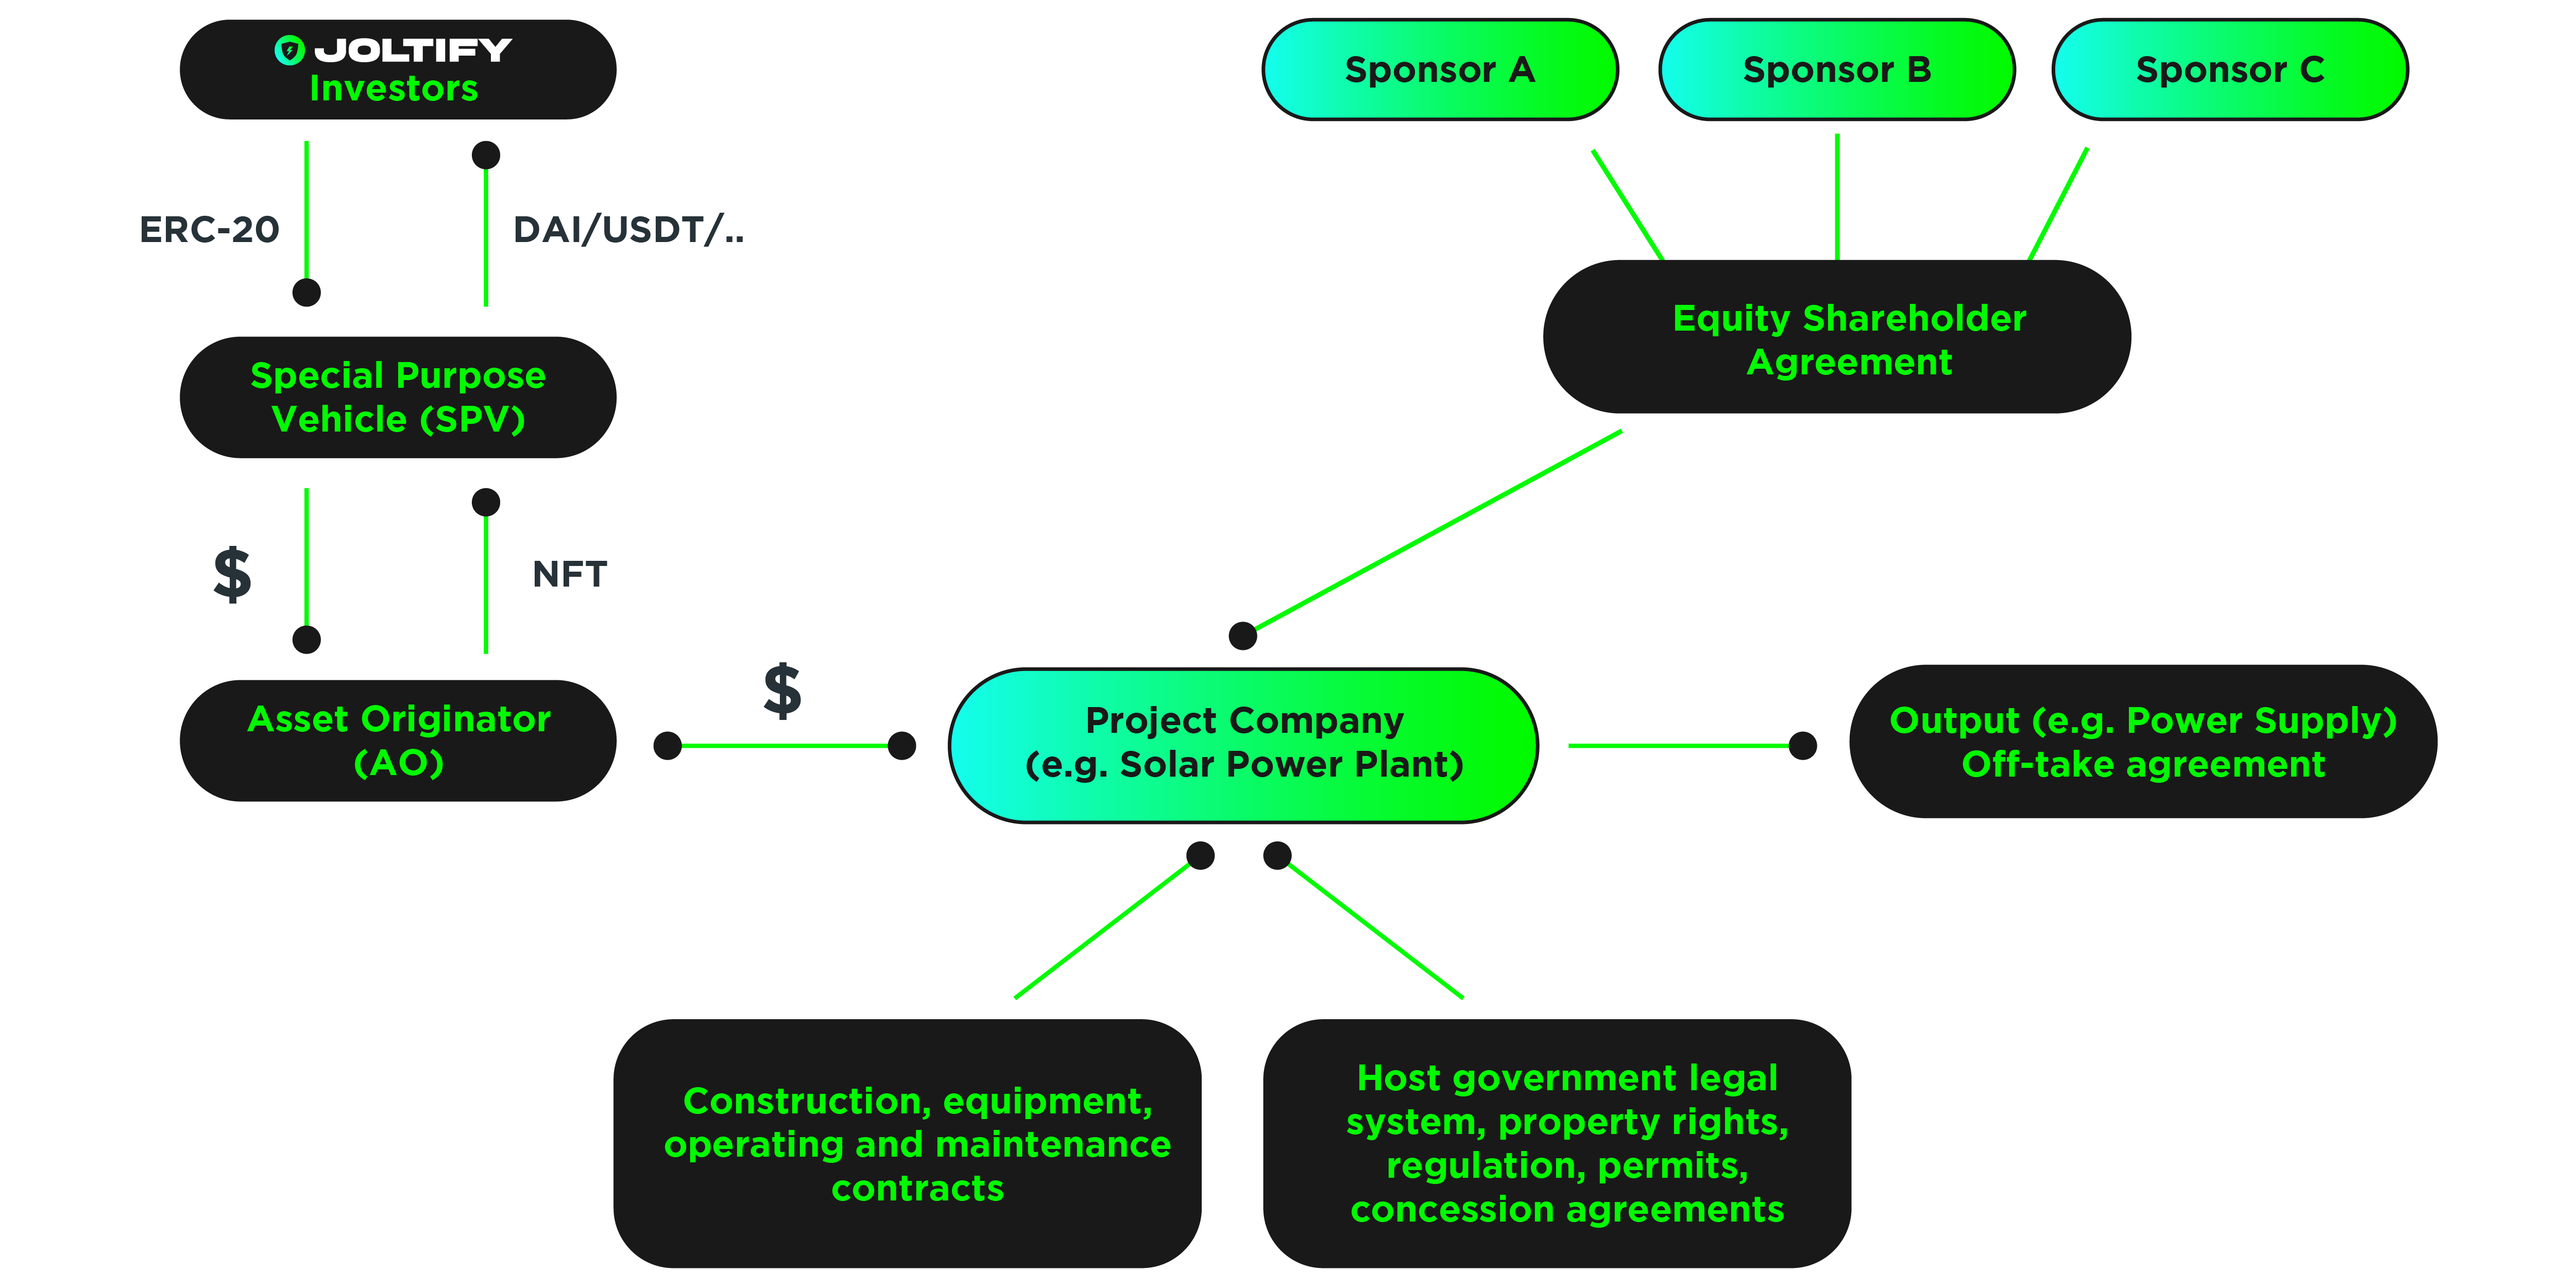 JOLTIFY
Investors
Sponsor A
Sponsor B
Sponsor C
ERC-20
DAI/USDT/..
Equity Shareholder
Agreement
Special Purpose
Vehicle (SPV)
$
NFT
$
Asset Originator
(AO)
Project Company
(e.g. Solar Power Plant)
Output (e.g. Power Supply)
Off-take agreement
Construction, equipment,
operating and maintenance
contracts
Host government legal
system, property rights,
regulation, permits,
concession agreements